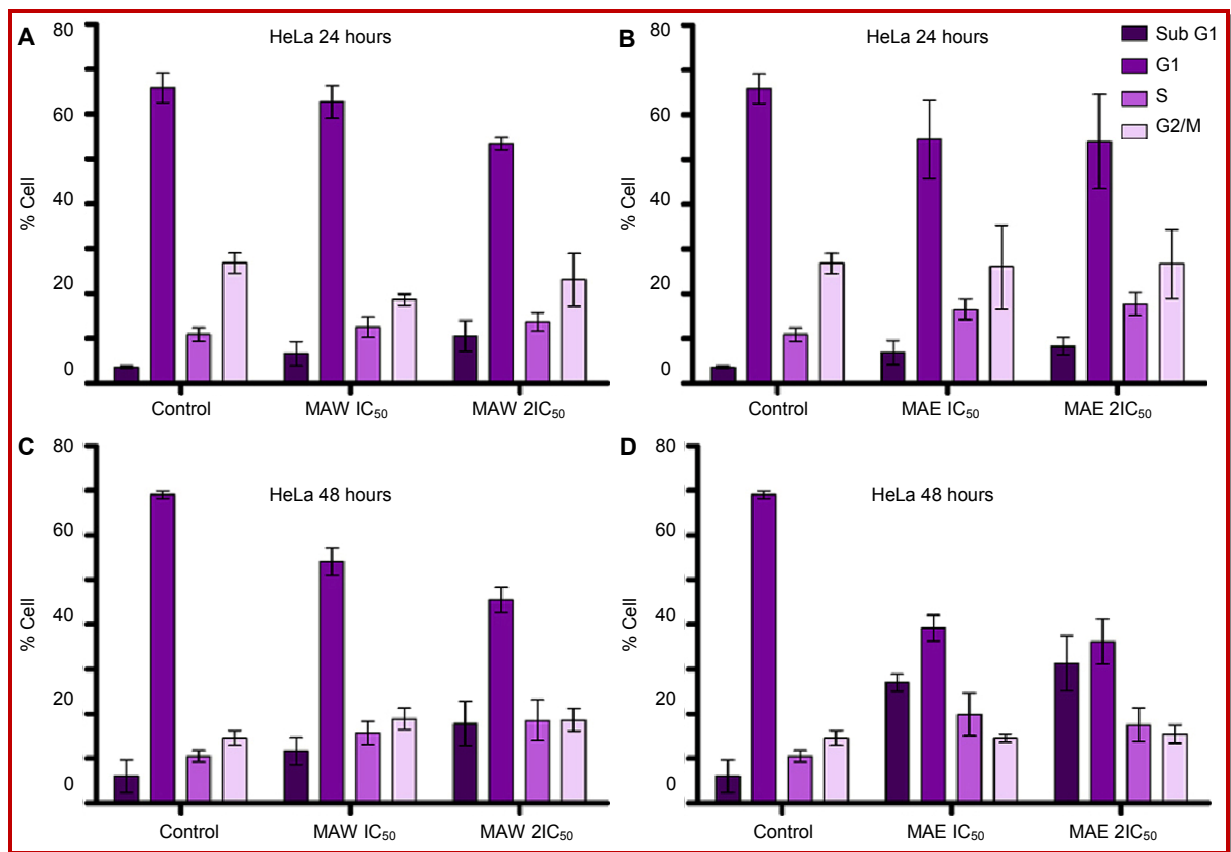 A
HeLa 24 hours
80
60
40
20
0
% Cell
Control
MAW IC₅₀
MAW 2IC₅₀
B
HeLa 24 hours
80
60
40
20
0
% Cell
Control
MAE IC₅₀
MAE 2IC₅₀
Sub G1
G1
S
G2/M
C
HeLa 48 hours
80
60
40
20
0
% Cell
Control
MAW IC₅₀
MAW 2IC₅₀
D
HeLa 48 hours
80
60
40
20
0
% Cell
Control
MAE IC₅₀
MAE 2IC₅₀